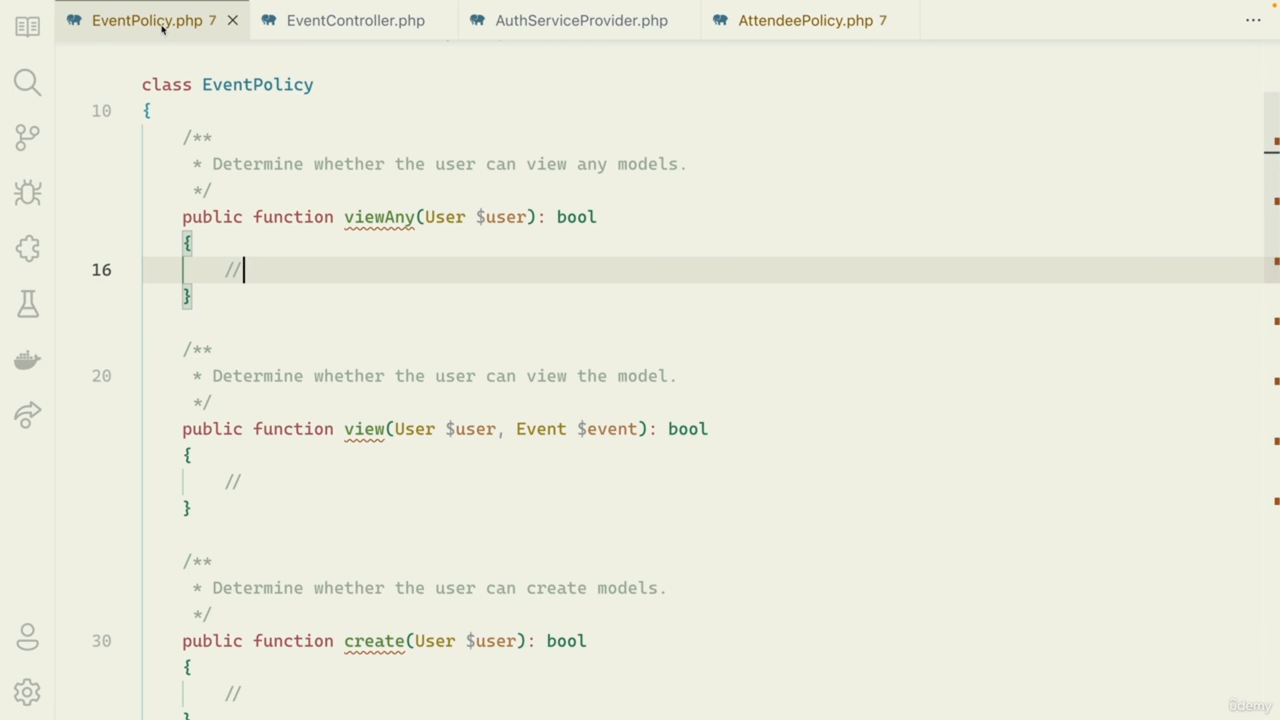 EventPolicy.php 7
EventController.php
AuthServiceProvider.php
AttendeePolicy.php 7
class EventPolicy
10 {
/**
* Determine whether the user can view any models.
*/
public function viewAny(User $user): bool
{
16 //
}
/**
20 * Determine whether the user can view the model.
*/
public function view(User $user, Event $event): bool
{
//
}
/**
* Determine whether the user can create models.
*/
30 public function create(User $user): bool
{
//
}
ûdemy